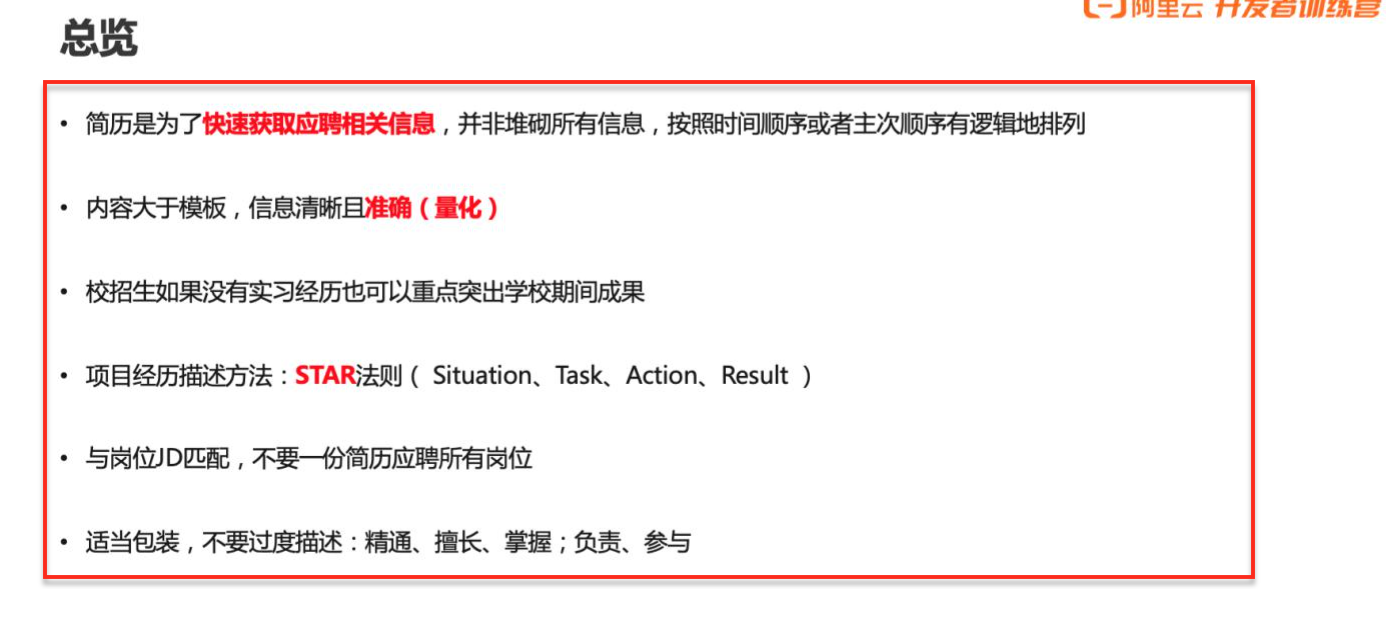 阿里云 开发者训练营
总览
• 简历是为了快速获取应聘相关信息，并非堆砌所有信息，按照时间顺序或者主次顺序有逻辑地排列
• 内容大于模板，信息清晰且准确（量化）
• 校招生如果没有实习经历也可以重点突出学校期间成果
• 项目经历描述方法：STAR法则（ Situation、Task、Action、Result ）
• 与岗位JD匹配，不要一份简历应聘所有岗位
• 适当包装，不要过度描述：精通、擅长、掌握；负责、参与